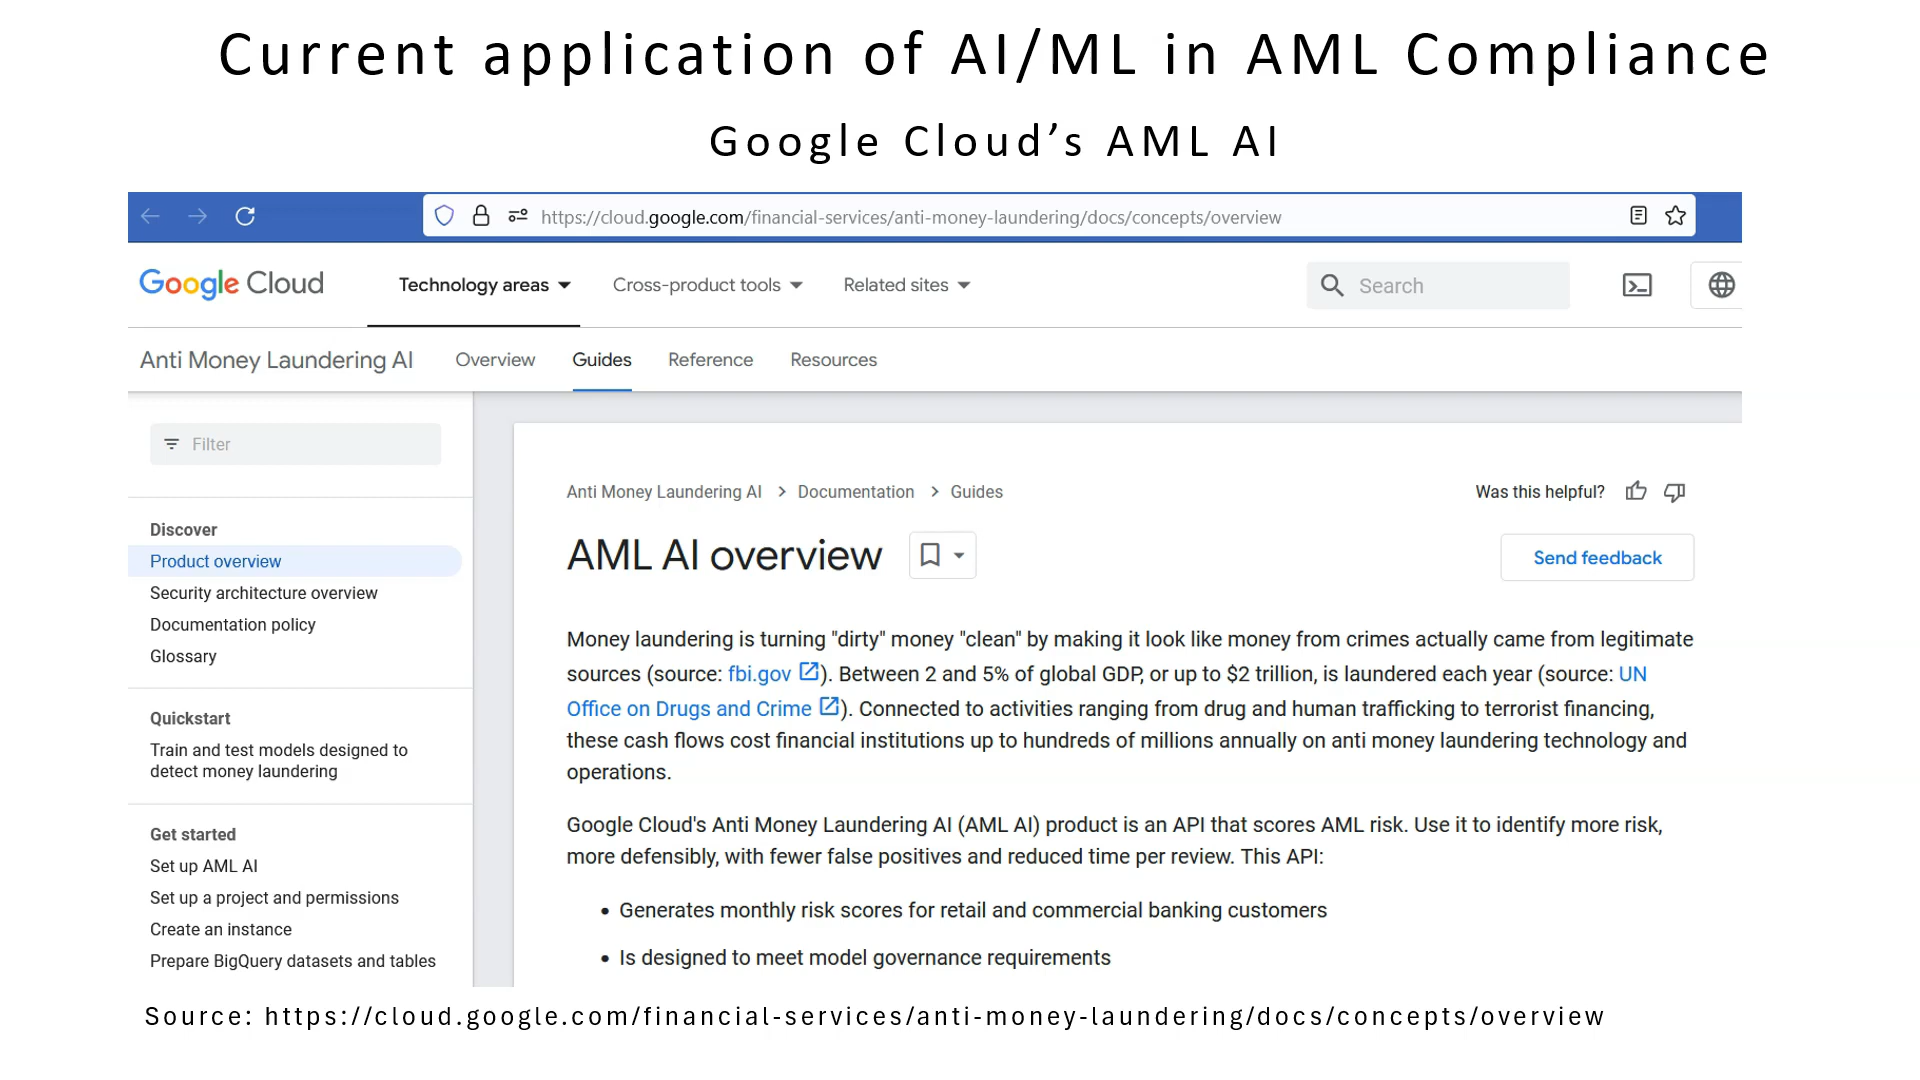 Current application of AI/ML in AML Compliance
Google Cloud’s AML AI
https://cloud.google.com/financial-services/anti-money-laundering/docs/concepts/overview
Google Cloud
Technology areas
Cross-product tools
Related sites
Search
Anti Money Laundering AI
Overview
Guides
Reference
Resources
Filter
Discover
Product overview
Security architecture overview
Documentation policy
Glossary
Quickstart
Train and test models designed to
detect money laundering
Get started
Set up AML AI
Set up a project and permissions
Create an instance
Prepare BigQuery datasets and tables
Anti Money Laundering AI > Documentation > Guides
Was this helpful?
AML AI overview
Send feedback
Money laundering is turning "dirty" money "clean" by making it look like money from crimes actually came from legitimate
sources (source: fbi.gov). Between 2 and 5% of global GDP, or up to $2 trillion, is laundered each year (source: UN
Office on Drugs and Crime). Connected to activities ranging from drug and human trafficking to terrorist financing,
these cash flows cost financial institutions up to hundreds of millions annually on anti money laundering technology and
operations.
Google Cloud's Anti Money Laundering AI (AML AI) product is an API that scores AML risk. Use it to identify more risk,
more defensibly, with fewer false positives and reduced time per review. This API:
• Generates monthly risk scores for retail and commercial banking customers
• Is designed to meet model governance requirements
Source: https://cloud.google.com/financial-services/anti-money-laundering/docs/concepts/overview